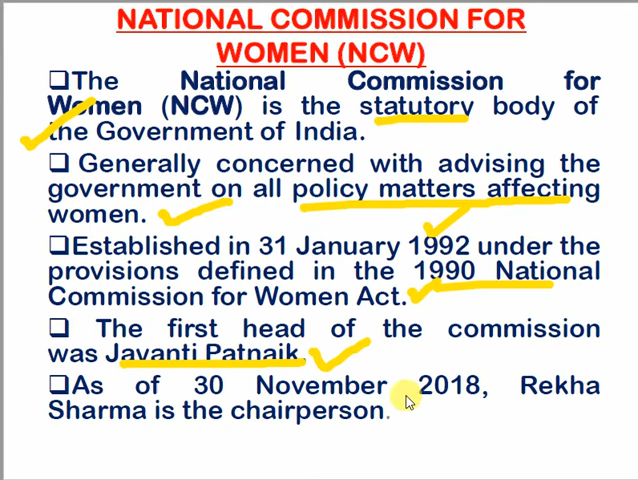 NATIONAL COMMISSION FOR
WOMEN (NCW)
❑The National Commission for
Women (NCW) is the statutory body of
the Government of India.
❑ Generally concerned with advising the
government on all policy matters affecting
women.
❑Established in 31 January 1992 under the
provisions defined in the 1990 National
Commission for Women Act.
❑ The first head of the commission
was Jayanti Patnaik.
❑As of 30 November 2018, Rekha
Sharma is the chairperson.